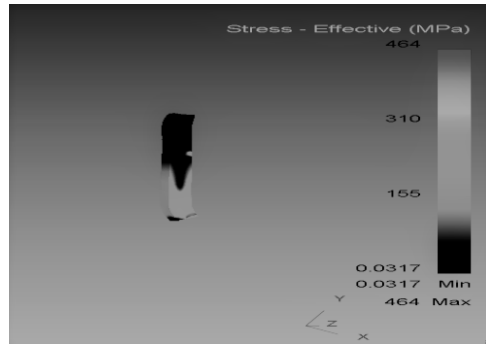 Stress - Effective (MPa)
464
310
155
0.0317
0.0317 Min
464 Max
Y
Z
X